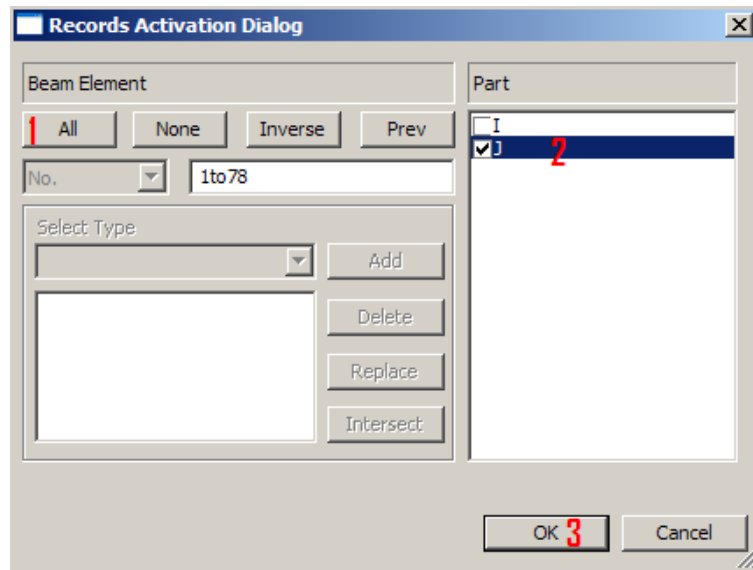 Records Activation Dialog
Beam Element
Part
1 All None Inverse Prev
I
J 2
No. 1to78
Select Type
Add
Delete
Replace
Intersect
OK 3 Cancel